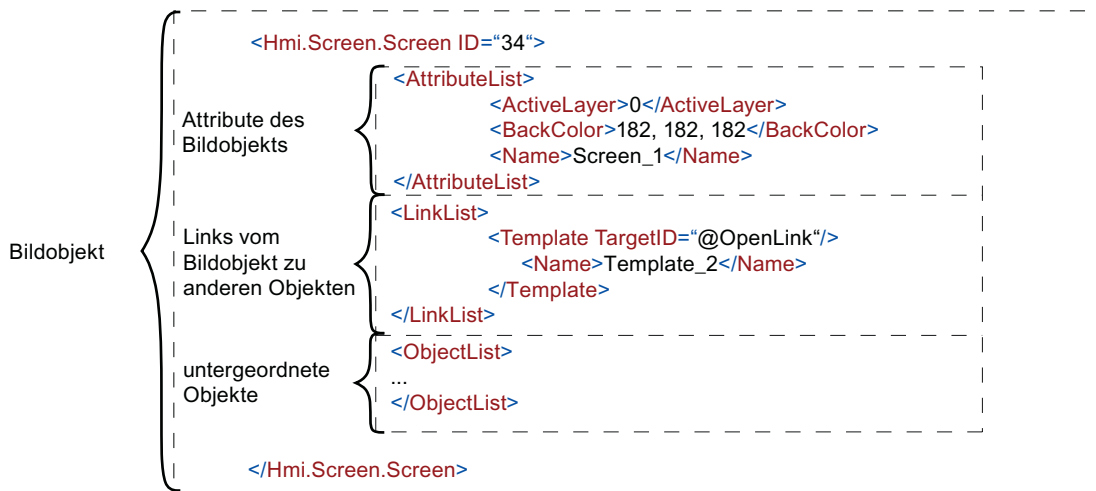 Bildobjekt
<Hmi.Screen.Screen ID=“34“>
Attribute des
Bildobjekts
<AttributeList>
<ActiveLayer>0</ActiveLayer>
<BackColor>182, 182, 182</BackColor>
<Name>Screen_1</Name>
</AttributeList>
Links vom
Bildobjekt zu
anderen Objekten
<LinkList>
<Template TargetID=“@OpenLink“/>
<Name>Template_2</Name>
</Template>
</LinkList>
untergeordnete
Objekte
<ObjectList>
...
</ObjectList>
</Hmi.Screen.Screen>